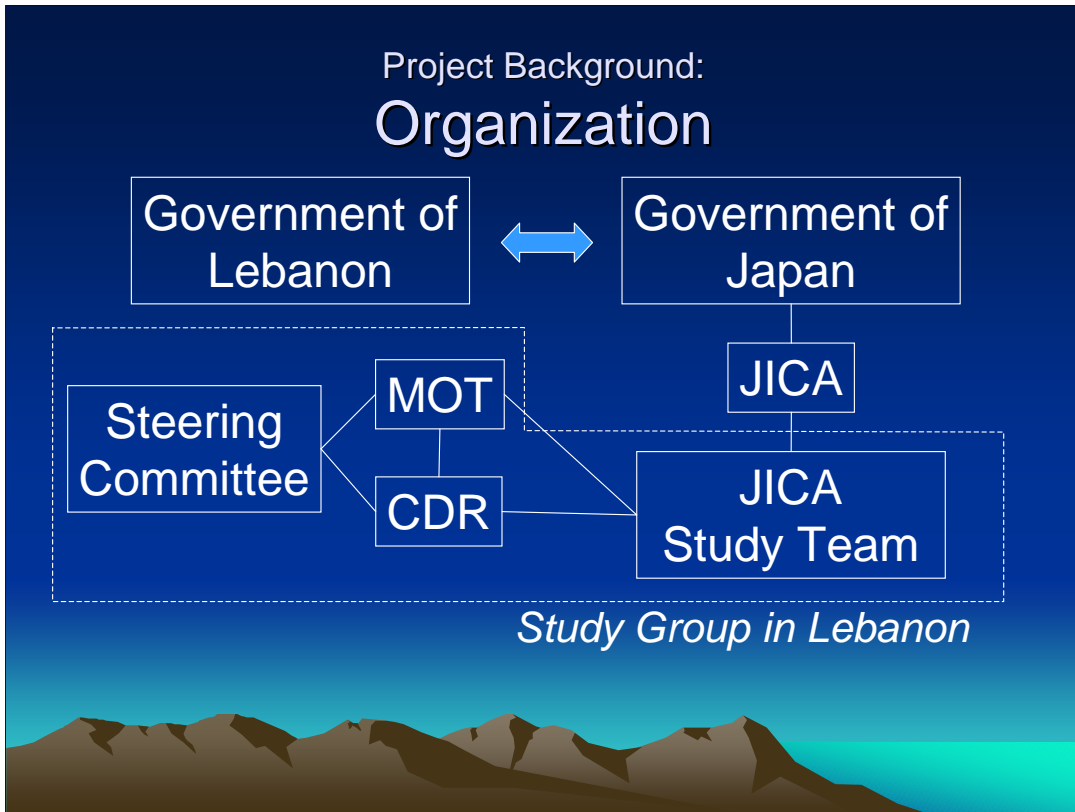 Project Background:
Organization
Government of
Lebanon
Government of
Japan
JICA
MOT
Steering
Committee
CDR
JICA
Study Team
Study Group in Lebanon